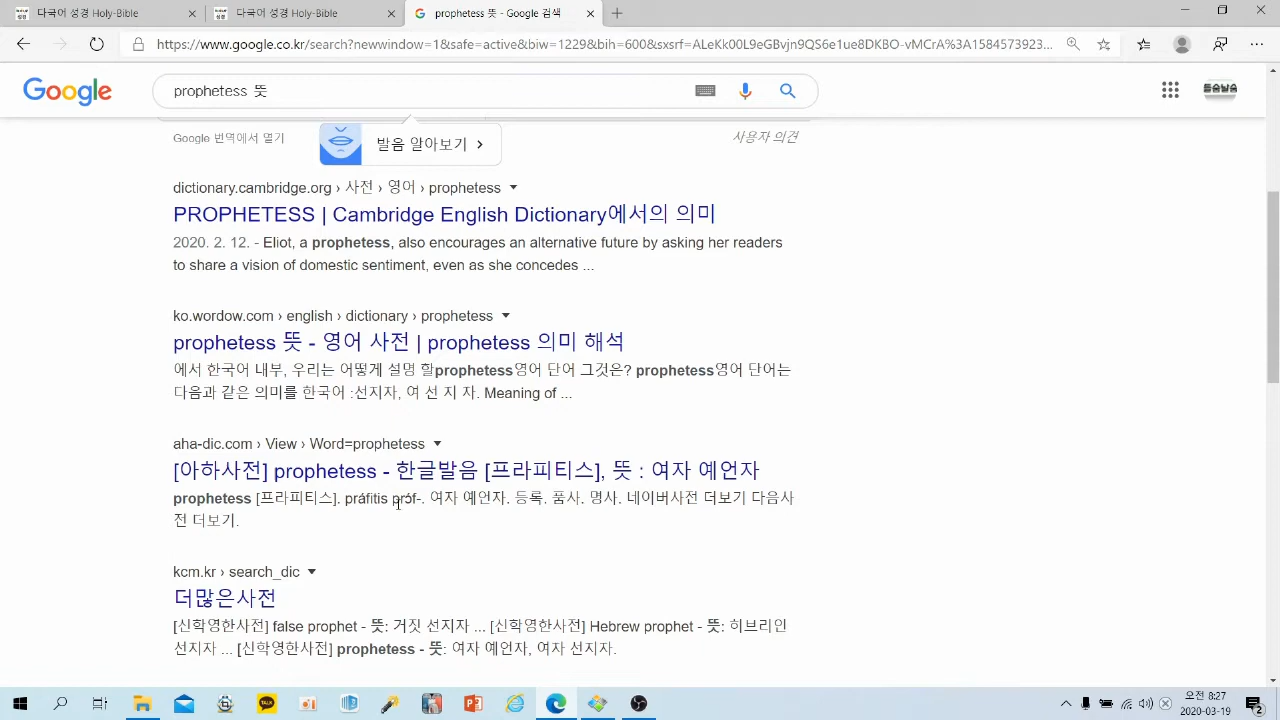 다국어 성경 Holy-Bible
다국어 성경 Holy-Bible
prophetess 뜻 - Google 검색
https://www.google.co.kr/search?newwindow=1&safe=active&biw=1229&bih=600&sxsrf=ALeKk00L9eGBvjn9QS6e1ue8DKBO-vMCrA%3A1584573923...
Google
prophetess 뜻
Google 번역에서 열기
발음 알아보기
사용자 의견
dictionary.cambridge.org › 사전 › 영어 › prophetess
PROPHETESS | Cambridge English Dictionary에서의 의미
2020. 2. 12. - Eliot, a prophetess, also encourages an alternative future by asking her readers
to share a vision of domestic sentiment, even as she concedes ...
ko.wordow.com › english › dictionary › prophetess
prophetess 뜻 - 영어 사전 | prophetess 의미 해석
에서 한국어 내부, 우리는 어떻게 설명 할prophetess영어 단어 그것은? prophetess영어 단어는
다음과 같은 의미를 한국어 :선지자, 여 선 지 자. Meaning of ...
aha-dic.com › View › Word=prophetess
[아하사전] prophetess - 한글발음 [프라피티스], 뜻 : 여자 예언자
prophetess [프라피티스]. práfitis prɔ́f-. 여자 예언자. 등록. 품사. 명사. 네이버사전 더보기 다음사
전 더보기.
kcm.kr › search_dic
더많은사전
[신학영한사전] false prophet - 뜻: 거짓 선지자 ... [신학영한사전] Hebrew prophet - 뜻: 히브리인
선지자 ... [신학영한사전] prophetess - 뜻: 여자 예언자, 여자 선지자.
TALK
오전 8:27
2020-03-19
2